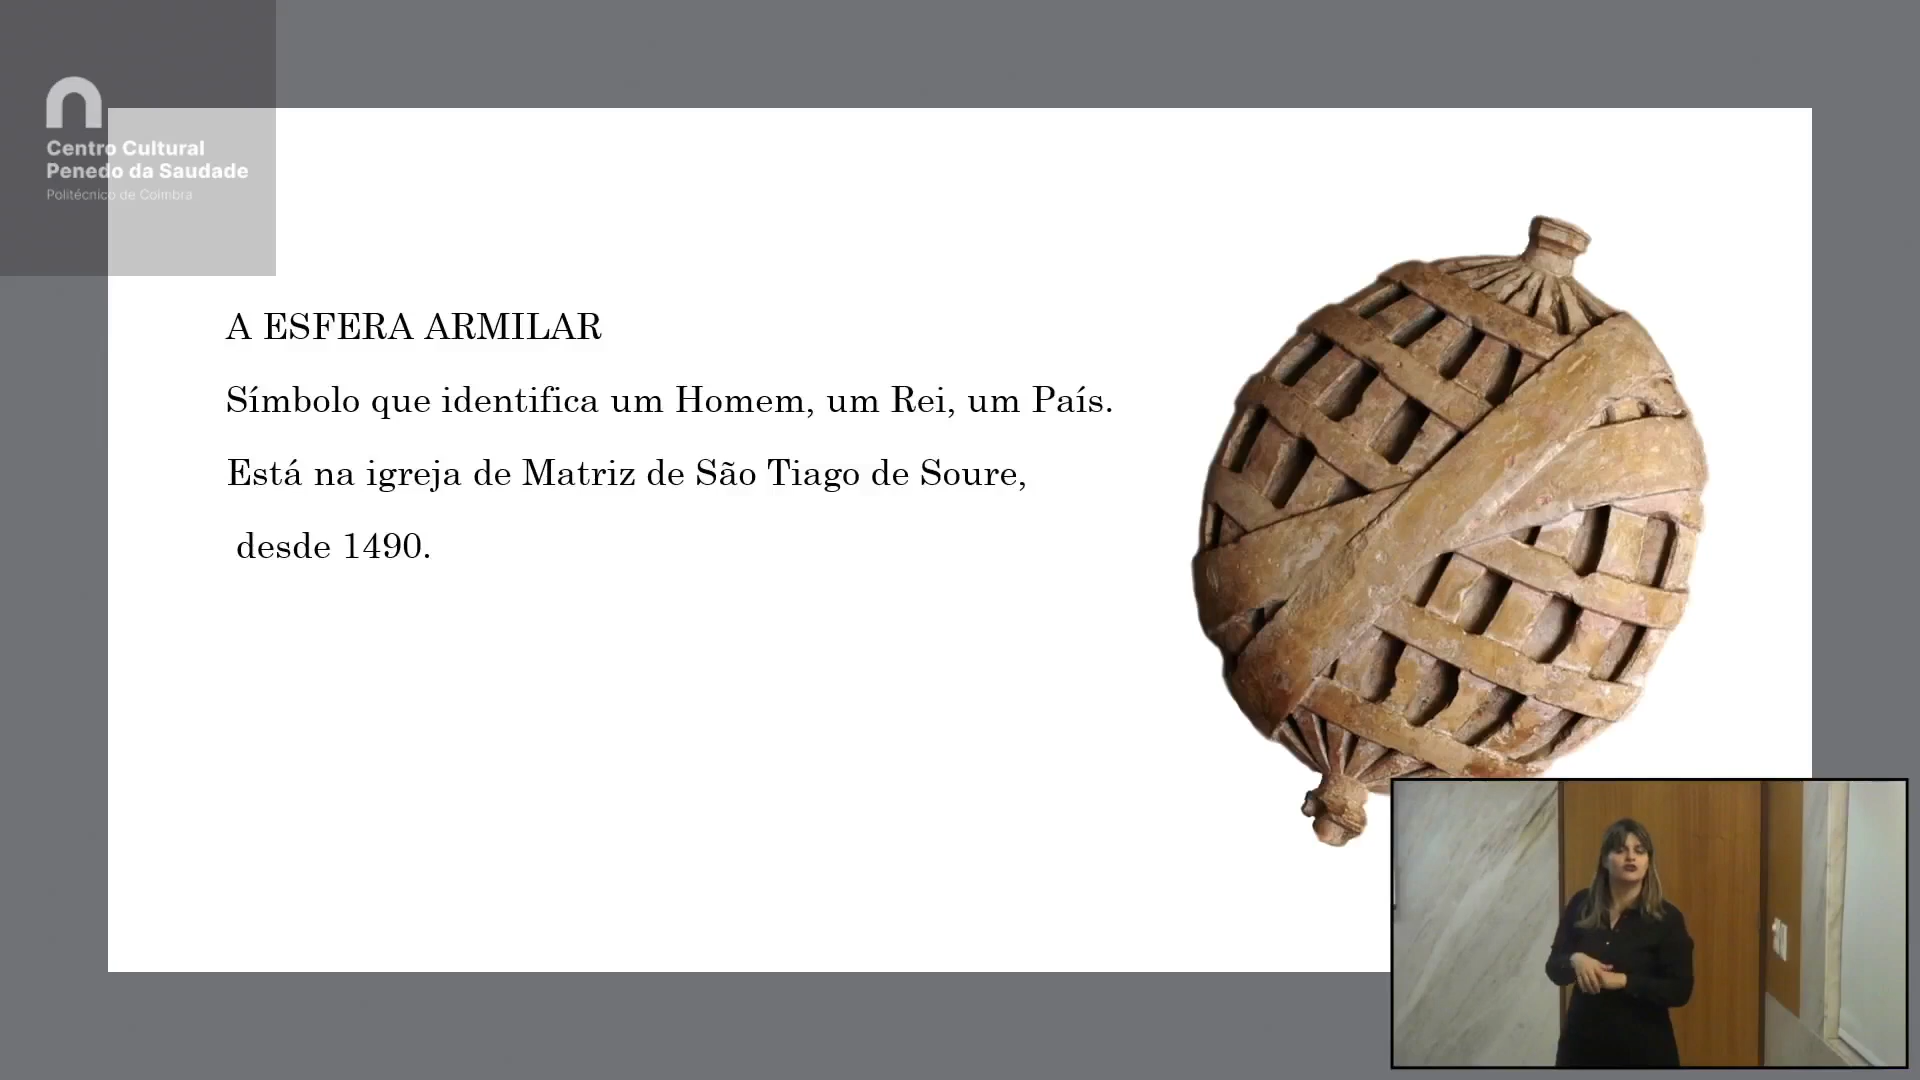 Centro Cultural
Penedo da Saudade
Politécnico de Coimbra
A ESFERA ARMILAR
Símbolo que identifica um Homem, um Rei, um País.
Está na igreja de Matriz de São Tiago de Soure,
desde 1490.